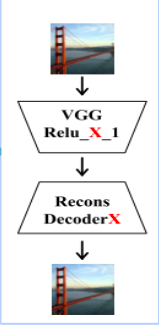 VGG
Relu_X_1
Recons
DecoderX